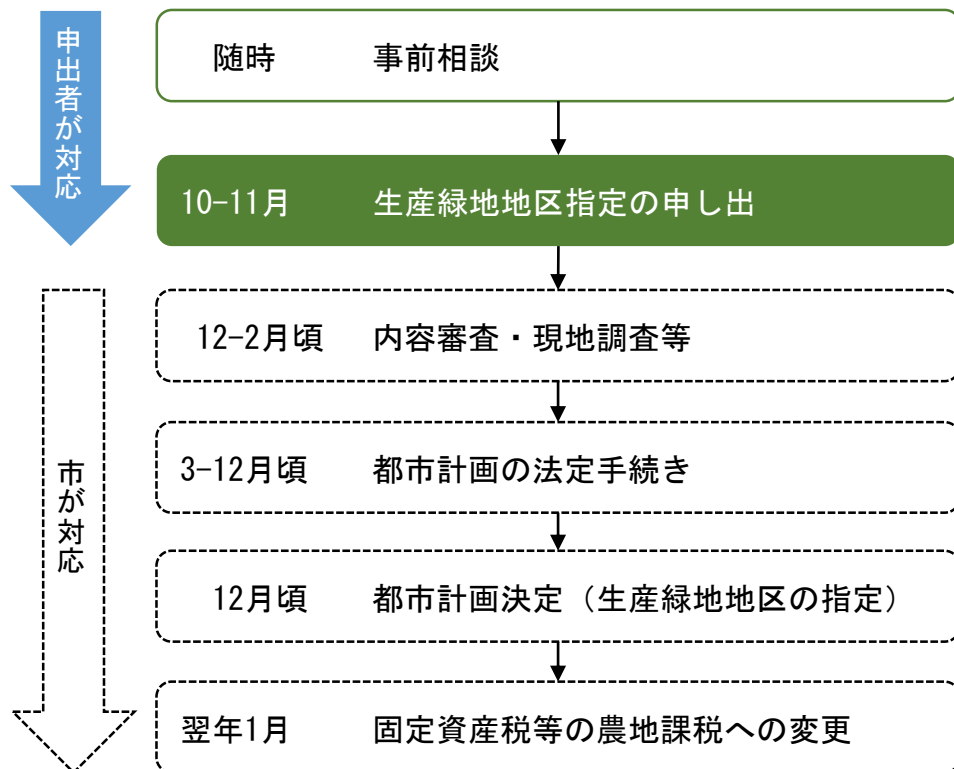 申出者が対応
随時 事前相談
10-11月 生産緑地地区指定の申し出
市が対応
12-2月頃 内容審査・現地調査等
3-12月頃 都市計画の法定手続き
12月頃 都市計画決定（生産緑地地区の指定）
翌年1月 固定資産税等の農地課税への変更